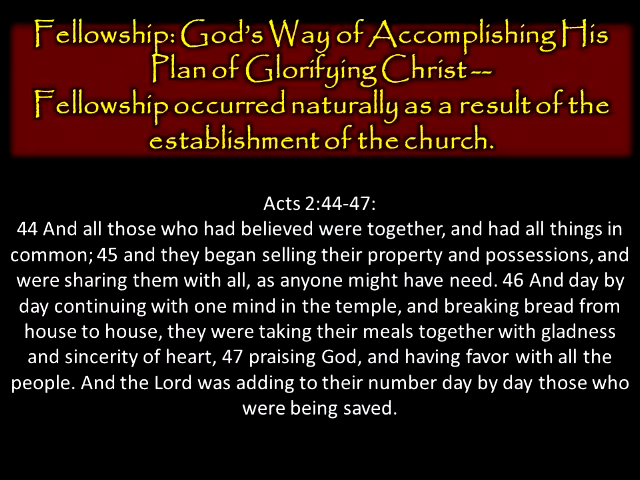 Fellowship: God's Way of Accomplishing His
Plan of Glorifying Christ --
Fellowship occurred naturally as a result of the
establishment of the church.
Acts 2:44-47:
44 And all those who had believed were together, and had all things in
common; 45 and they began selling their property and possessions, and
were sharing them with all, as anyone might have need. 46 And day by
day continuing with one mind in the temple, and breaking bread from
house to house, they were taking their meals together with gladness
and sincerity of heart, 47 praising God, and having favor with all the
people. And the Lord was adding to their number day by day those who
were being saved.